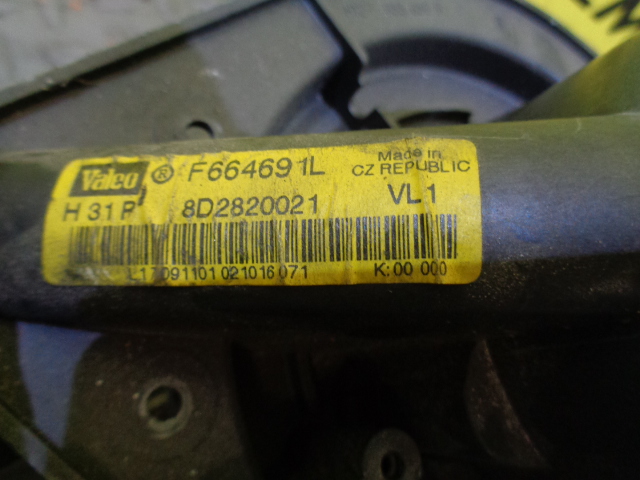 Valeo ® F664691L Made in
CZ REPUBLIC
H 31 P 8D2820021 VL1
L17091101 021016 071 K: 00 000